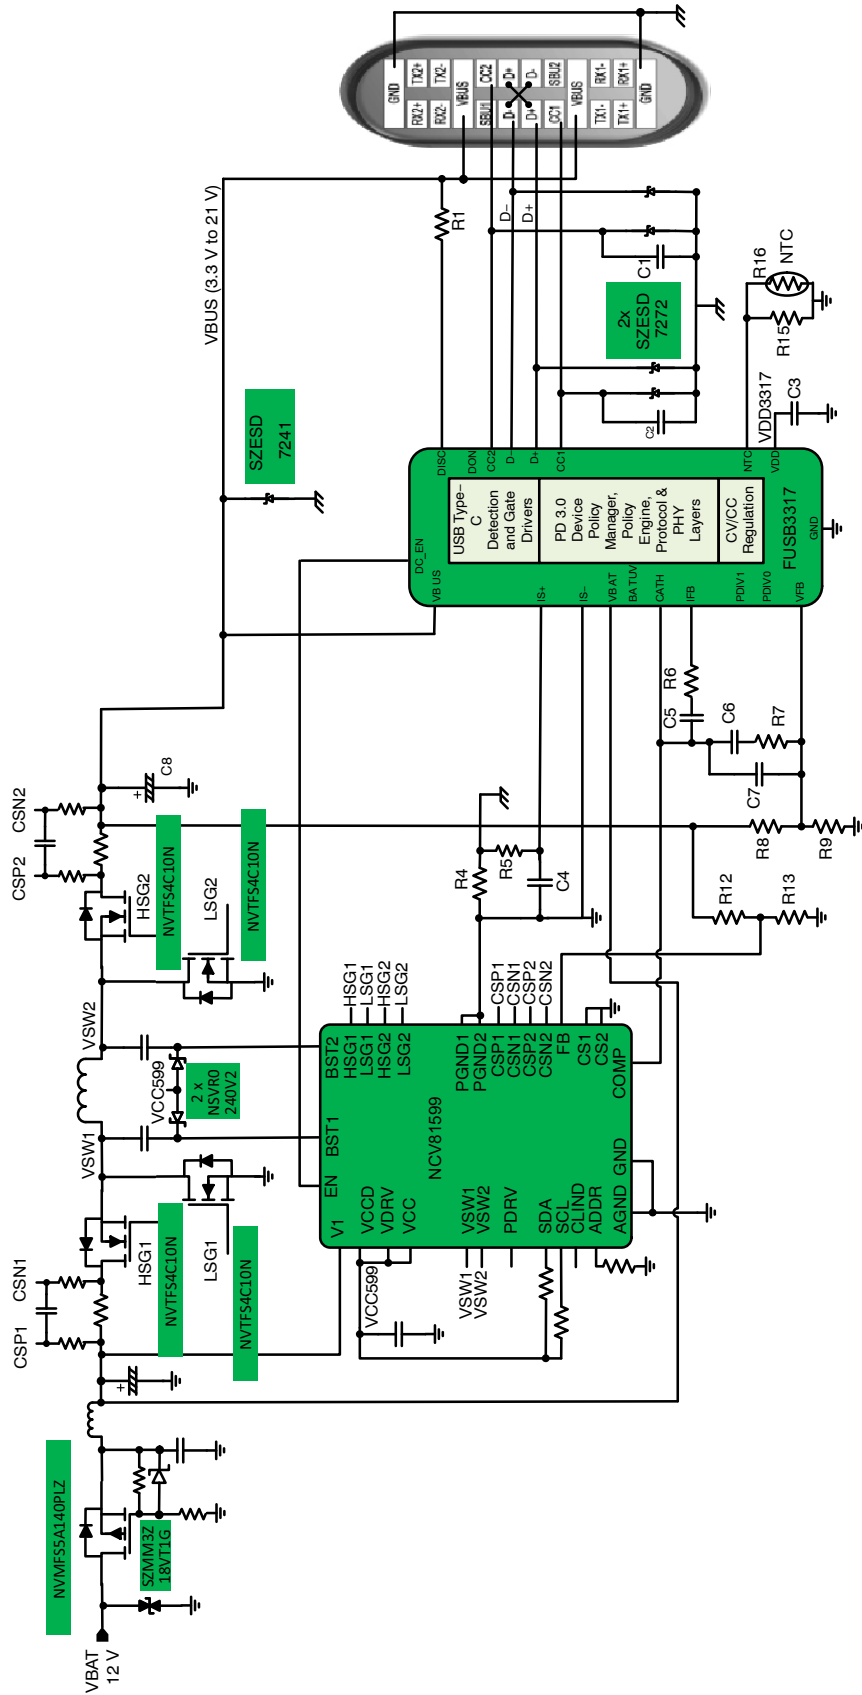 VBAT
12 V
NVMFS5A140PLZ
SZMM3Z
18VT1G
+
CSP1
CSN1
HSG1
NVTFS4C10N
LSG1
NVTFS4C10N
VSW1
VSW2
VCC599
2 x
NSVR0
240V2
CSP2
CSN2
HSG2
NVTFS4C10N
LSG2
NVTFS4C10N
+
C8
VBUS (3.3 V to 21 V)
SZESD
7241
V1
EN
BST1
BST2
VCCD
VDRV
VCC
VCC599
VSW1
VSW2
VSW1
VSW2
PDRV
SDA
SCL
CLIND
ADDR
AGND
GND
COMP
NCV81599
HSG1
LSG1
HSG2
LSG2
HSG1
LSG1
HSG2
LSG2
PGND1
PGND2
CSP1
CSN1
CSP2
CSN2
FB
CS1
CS2
CSP1
CSN1
CSP2
CSN2
R4
R5
C4
R12
R13
R8
R9
C7
C6
R7
C5
R6
VB US
DC_EN
IS+
IS−
VB AT
BA TUV
CATH
IFB
PDIV1
PDIV0
VFB
USB Type−
C
Detection
and Gate
Drivers
PD 3.0
Device
Policy
Manager,
Policy
Engine,
Protocol &
PHY
Layers
CV/CC
Regulation
FUSB3317
GND
DISC
DON
CC2
D−
D+
CC1
NTC
VDD
R1
D−
D+
C1
C2
2x
SZESD
7272
VDD3317
C3
R15
R16
NTC
GND
RX2+
TX2+
RX2-
TX2-
VBUS
SBU1
CC2
D-
D+
D+
D-
CC1
SBU2
VBUS
TX1-
RX1-
TX1+
RX1+
GND